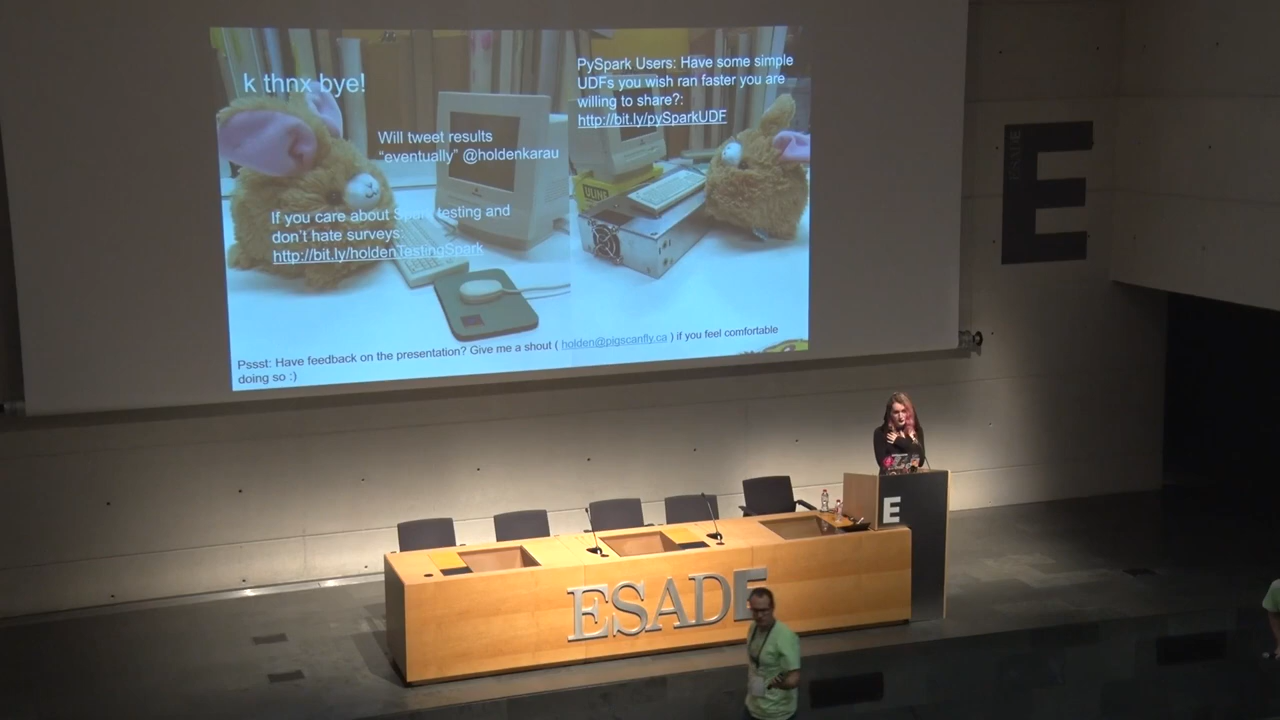 k thnx bye!
Will tweet results
“eventually” @holdenkarau
If you care about Spark testing and
don’t hate surveys:
http://bit.ly/holdenTestingSpark
PySpark Users: Have some simple
UDFs you wish ran faster you are
willing to share?:
http://bit.ly/pySparkUDF
ULINE
Pssst: Have feedback on the presentation? Give me a shout ( holden@pigscanfly.ca ) if you feel comfortable
doing so :)
ESADE
E
E
ESADE